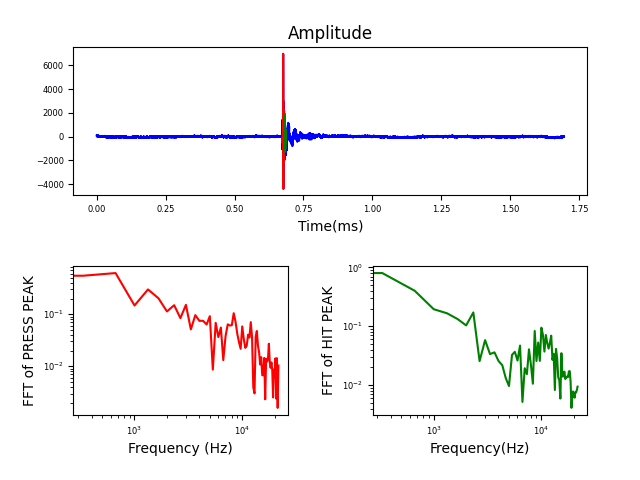 Amplitude
6000
4000
2000
0
−2000
−4000
0.00 0.25 0.50 0.75 1.00 1.25 1.50 1.75
Time(ms)
FFT of PRESS PEAK
10⁻¹
10⁻²
10³ 10⁴
Frequency (Hz)
FFT of HIT PEAK
10⁰
10⁻¹
10⁻²
10³ 10⁴
Frequency(Hz)